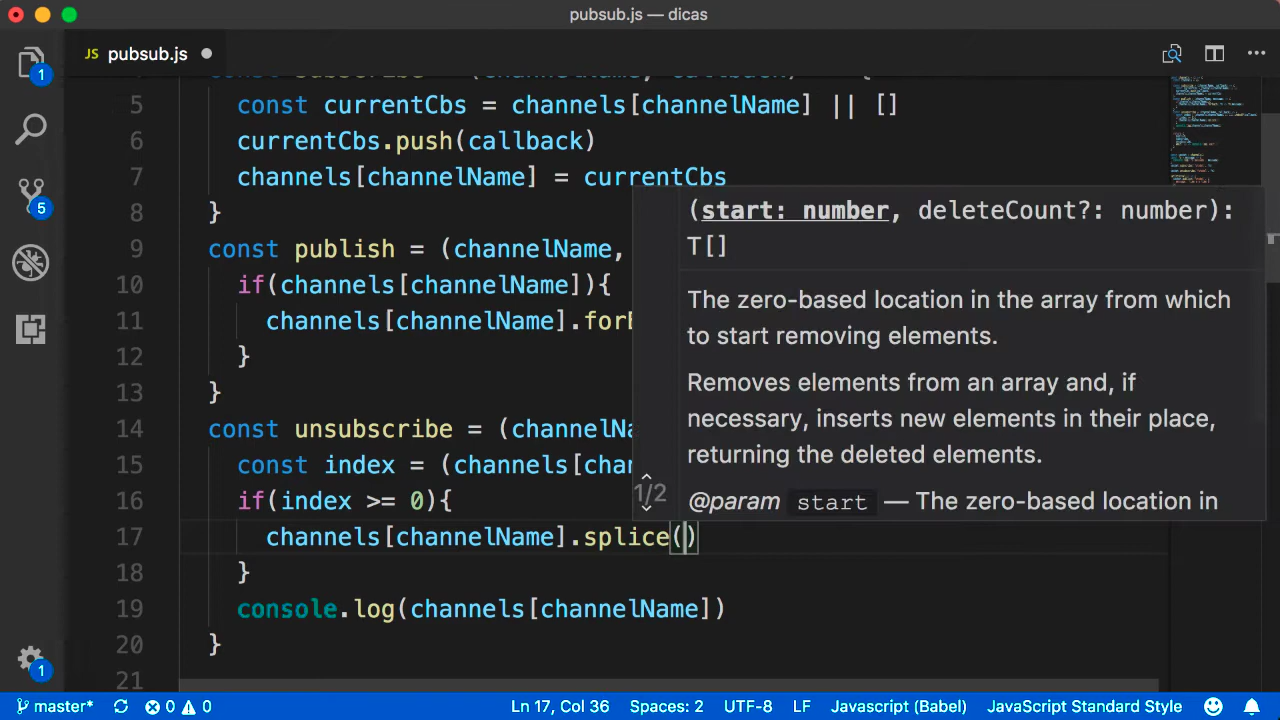 pubsub.js — dicas
JS pubsub.js
5 const currentCbs = channels[channelName] || []
6 currentCbs.push(callback)
7 channels[channelName] = currentCbs
8 }
9 const publish = (channelName,
10 if(channels[channelName]){
11 channels[channelName].for
12 }
13 }
14 const unsubscribe =
15 const index = (channels
16 if(index >= 0){
17 channels[channelName].splice()
18 }
19 console.log(channels[channelName])
20 }
21
(start: number, deleteCount?: number):
T[]
The zero-based location in the array from which
to start removing elements.
Removes elements from an array and, if
necessary, inserts new elements in their place,
returning the deleted elements.
1/2
@param start — The zero-based location in
1
5
1
master*
0
0
Ln 17, Col 36
Spaces: 2
UTF-8
LF
Javascript (Babel)
JavaScript Standard Style